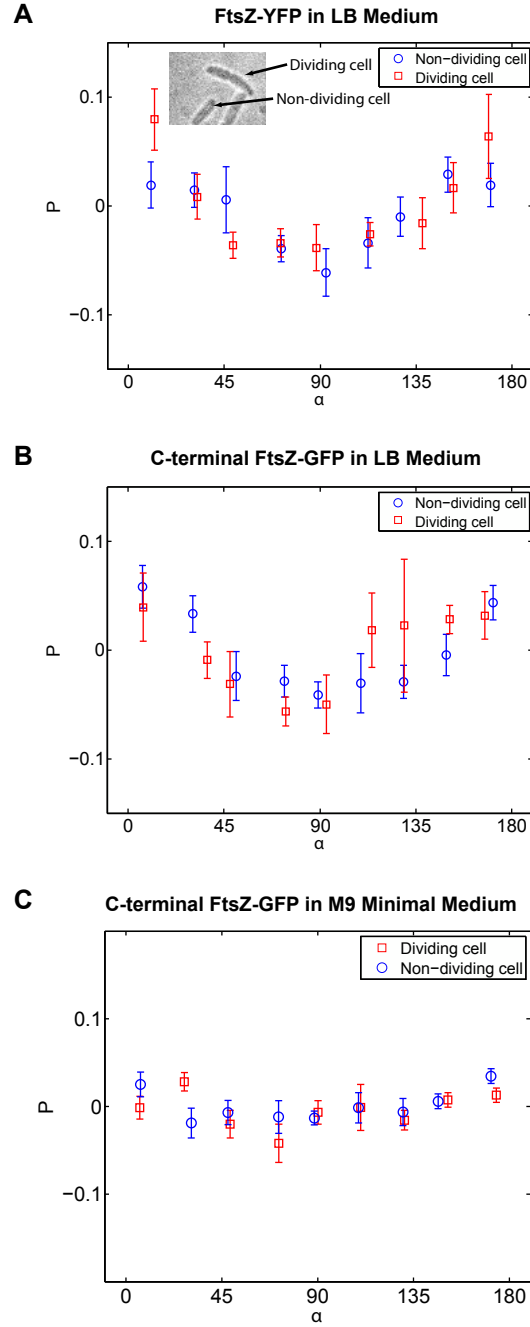 A
FtsZ-YFP in LB Medium
Non−dividing cell
Dividing cell
Dividing cell
Non-dividing cell
0.1
0
−0.1
P
0 45 90 135 180
α
B
C-terminal FtsZ-GFP in LB Medium
Non−dividing cell
Dividing cell
0.1
0
−0.1
P
0 45 90 135 180
α
C
C-terminal FtsZ-GFP in M9 Minimal Medium
Dividing cell
Non−dividing cell
0.1
0
−0.1
P
0 45 90 135 180
α